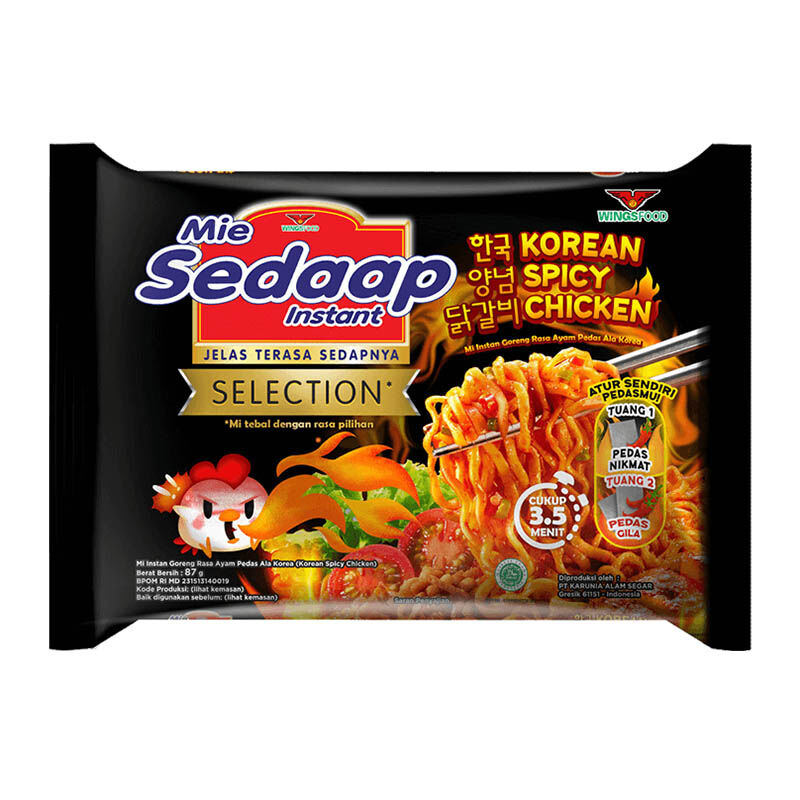 WINGSFOOD
WINGSFOOD
Mie
Sedaap
Instant
JELAS TERASA SEDAPNYA
SELECTION*
*Mi tebal dengan rasa pilihan
한국 KOREAN
양념 SPICY
닭갈비 CHICKEN
Mi Instan Goreng Rasa Ayam Pedas Ala Korea
ATUR SENDIRI
PEDASMU!
TUANG 1
PEDAS
NIKMAT
TUANG 2
PEDAS
GILA
CUKUP
3.5
MENIT
Mi Instan Goreng Rasa Ayam Pedas Ala Korea (Korean Spicy Chicken)
Berat Bersih : 87 g
BPOM RI MD 231513140019
Kode Produksi: (lihat kemasan)
Baik digunakan sebelum: (lihat kemasan)
Saran Penyajian
Diproduksi oleh :
PT KARUNIA ALAM SEGAR
Gresik 61151 - Indonesia